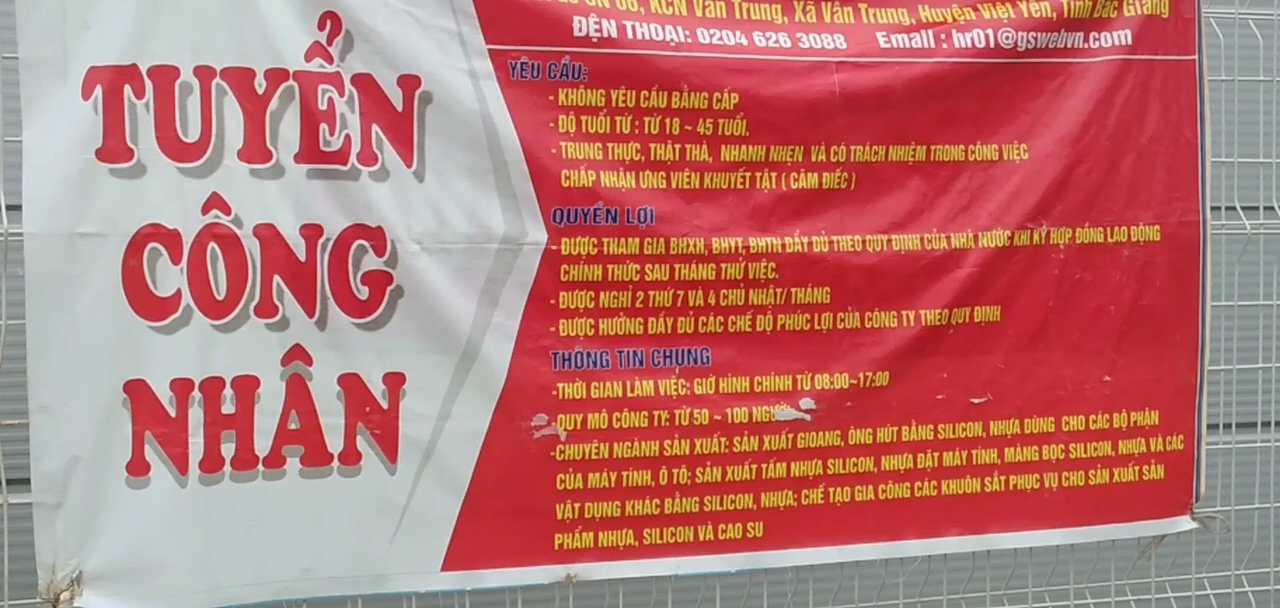 TUYỂN
CÔNG
NHÂN
06, KCN Vân Trung, Xã Vân Trung, Huyện Việt Yên, Tỉnh Bắc Giang
ĐỆN THOẠI: 0204 626 3088 Email : hr01@gswebvn.com
YÊU CẦU:
- KHÔNG YÊU CẦU BẰNG CẤP
- ĐỘ TUỔI TỪ : TỪ 18 ~ 45 TUỔI.
- TRUNG THỰC, THẬT THÀ, NHANH NHẸN VÀ CÓ TRÁCH NHIỆM TRONG CÔNG VIỆC
CHẤP NHẬN ỨNG VIÊN KHUYẾT TẬT ( CÂM ĐIẾC )
QUYỀN LỢI
- ĐƯỢC THAM GIA BHXH, BHYT, BHTN ĐẦY DỦ THEO QUY ĐỊNH CỦA NHÀ NƯỚC KHI KÝ HỢP ĐỒNG LAO ĐỘNG
CHÍNH THỨC SAU THÁNG THỬ VIỆC.
- ĐƯỢC NGHỈ 2 THỨ 7 VÀ 4 CHỦ NHẬT/ THÁNG
- ĐƯỢC HƯỞNG ĐẦY ĐỦ CÁC CHẾ ĐỘ PHÚC LỢI CỦA CÔNG TY THEO QUY ĐỊNH
THÔNG TIN CHUNG
-THỜI GIAN LÀM VIỆC: GIỜ HÌNH CHÍNH TỪ 08:00~17:00
-QUY MÔ CÔNG TY: TỪ 50 ~ 100 NGƯỜI
-CHUYÊN NGÀNH SẢN XUẤT: SẢN XUẤT GIOANG, ỐNG HÚT BẰNG SILICON, NHỰA DÙNG CHO CÁC BỘ PHẬN
CỦA MÁY TÍNH, Ô TÔ; SẢN XUẤT TẤM NHỰA SILICON, NHỰA ĐẶT MÁY TÍNH, MÀNG BỌC SILICON, NHỰA VÀ CÁC
VẬT DỤNG KHÁC BẰNG SILICON, NHỰA; CHẾ TẠO GIA CÔNG CÁC KHUÔN SẮT PHỤC VỤ CHO SẢN XUẤT SẢN
PHẨM NHỰA, SILICON VÀ CAO SU